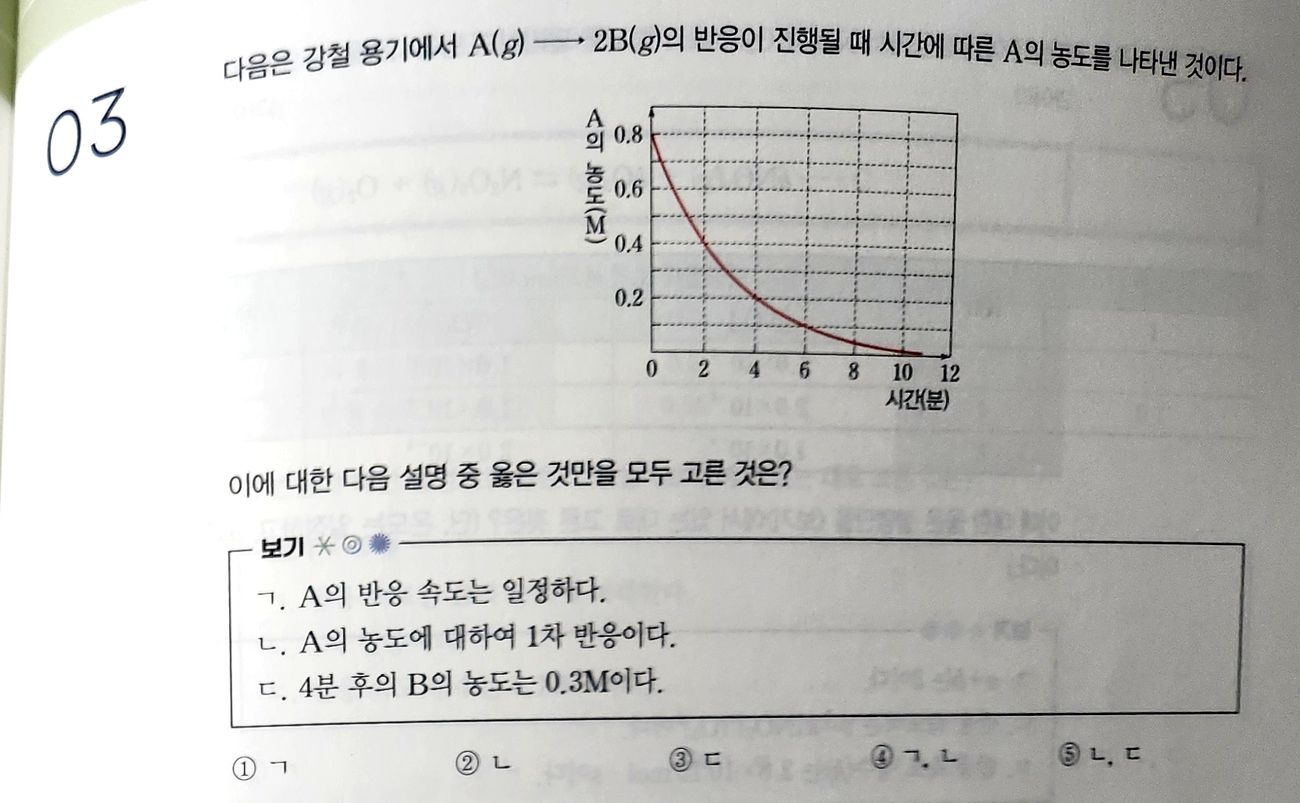 다음은 강철 용기에서 A(g) ⟶ 2B(g)의 반응이 진행될 때 시간에 따른 A의 농도를 나타낸 것이다.
03
A의 농도(M)
0.8
0.6
0.4
0.2
0 2 4 6 8 10 12
시간(분)
이에 대한 다음 설명 중 옳은 것만을 모두 고른 것은?
보기
ㄱ. A의 반응 속도는 일정하다.
ㄴ. A의 농도에 대하여 1차 반응이다.
ㄷ. 4분 후의 B의 농도는 0.3M이다.
① ㄱ ② ㄴ ③ ㄷ ④ ㄱ, ㄴ ⑤ ㄴ, ㄷ